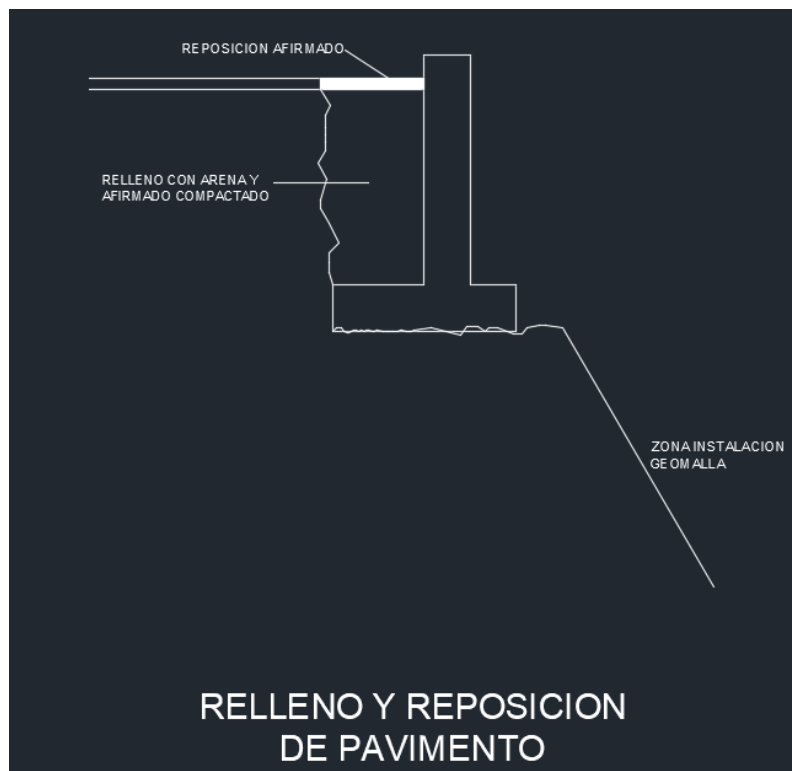 REPOSICION AFIRMADO
RELLENO CON ARENA Y
AFIRMADO COMPACTADO
ZONA INSTALACION
GEOMALLA
RELLENO Y REPOSICION
DE PAVIMENTO